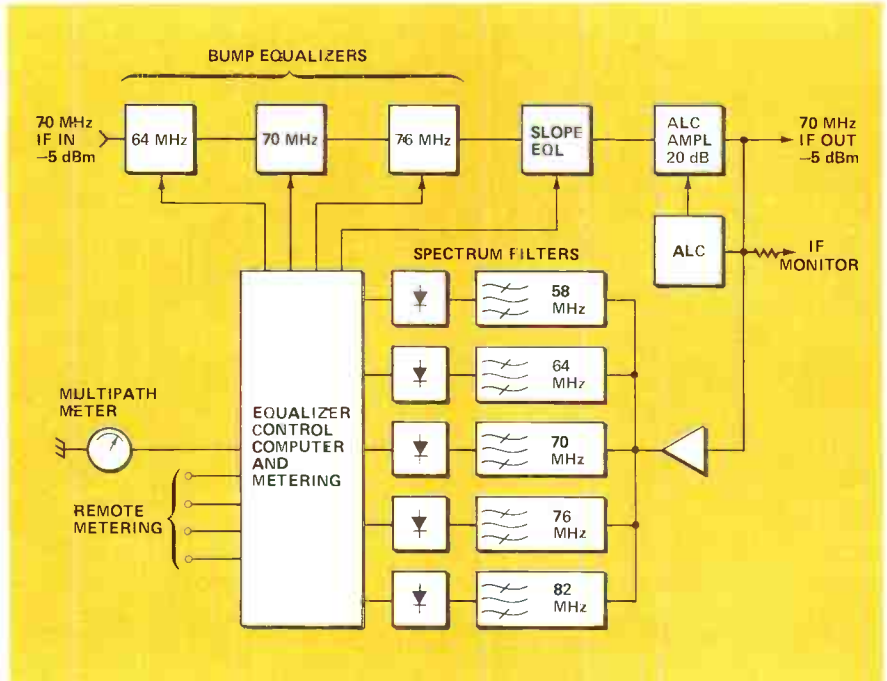 BUMP EQUALIZERS
70 MHz
IF IN
–5 dBm
64 MHz
70 MHz
76 MHz
SLOPE
EQL
ALC
AMPL
20 dB
70 MHz
IF OUT
–5 dBm
ALC
IF
MONITOR
SPECTRUM FILTERS
58
MHz
64
MHz
70
MHz
76
MHz
82
MHz
EQUALIZER
CONTROL
COMPUTER
AND
METERING
MULTIPATH
METER
REMOTE
METERING